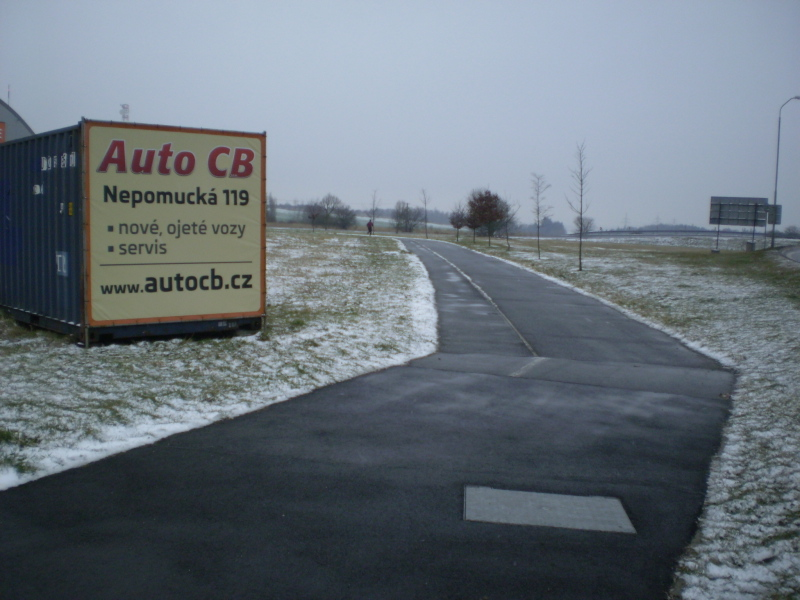 Auto CB
Nepomucká 119
▪ nové, ojeté vozy
▪ servis
www.autocb.cz